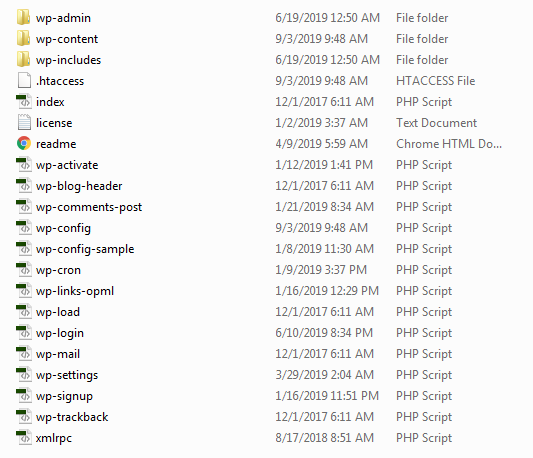 wp-admin 6/19/2019 12:50 AM File folder
wp-content 9/3/2019 9:48 AM File folder
wp-includes 6/19/2019 12:50 AM File folder
.htaccess 9/3/2019 9:48 AM HTACCESS File
index 12/1/2017 6:11 AM PHP Script
license 1/2/2019 3:37 AM Text Document
readme 4/9/2019 5:59 AM Chrome HTML Do...
wp-activate 1/12/2019 1:41 PM PHP Script
wp-blog-header 12/1/2017 6:11 AM PHP Script
wp-comments-post 1/21/2019 8:34 AM PHP Script
wp-config 9/3/2019 9:48 AM PHP Script
wp-config-sample 1/8/2019 11:30 AM PHP Script
wp-cron 1/9/2019 3:37 PM PHP Script
wp-links-opml 1/16/2019 12:29 PM PHP Script
wp-load 12/1/2017 6:11 AM PHP Script
wp-login 6/10/2019 8:34 PM PHP Script
wp-mail 12/1/2017 6:11 AM PHP Script
wp-settings 3/29/2019 2:04 AM PHP Script
wp-signup 1/16/2019 11:51 PM PHP Script
wp-trackback 12/1/2017 6:11 AM PHP Script
xmlrpc 8/17/2018 8:51 AM PHP Script